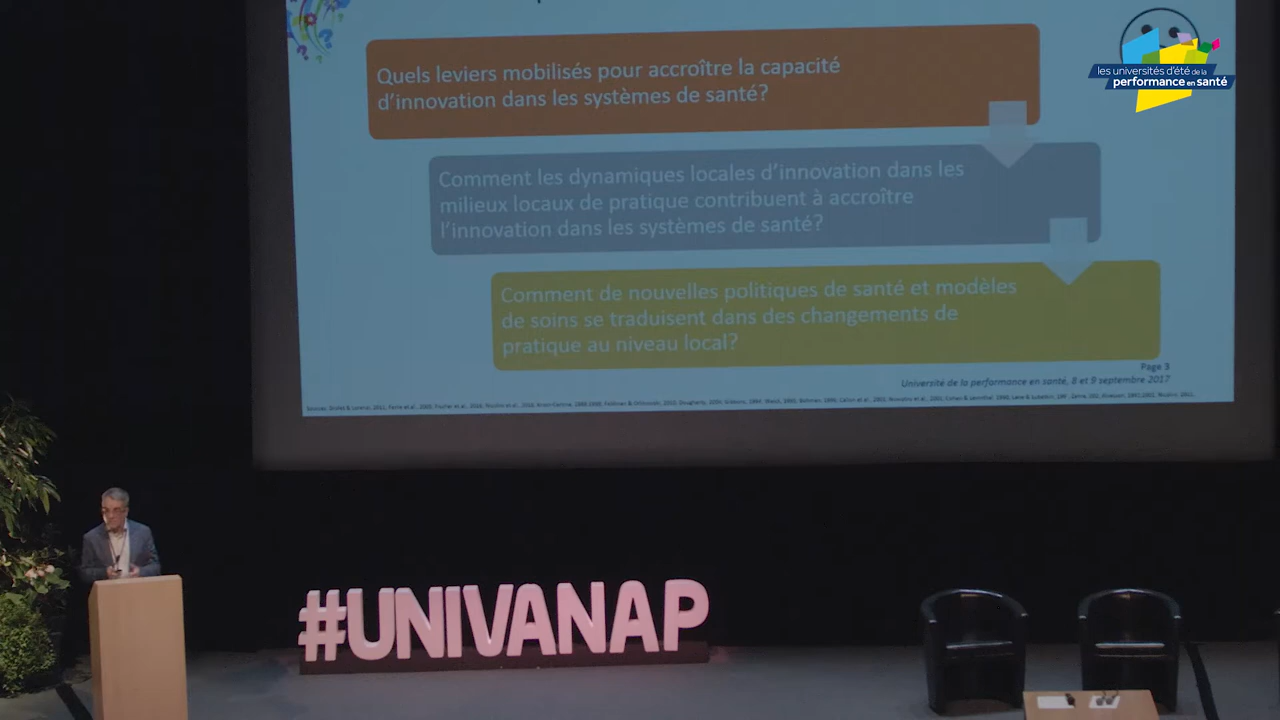 Quels leviers mobilisés pour accroître la capacité
d'innovation dans les systèmes de santé?
les universités d'été de la
performance en santé
Comment les dynamiques locales d'innovation dans les
milieux locaux de pratique contribuent à accroître
l'innovation dans les systèmes de santé?
Comment de nouvelles politiques de santé et modèles
de soins se traduisent dans des changements de
pratique au niveau local?
Page 3
Université de la performance en santé, 8 et 9 septembre 2017
#UNIVANAP